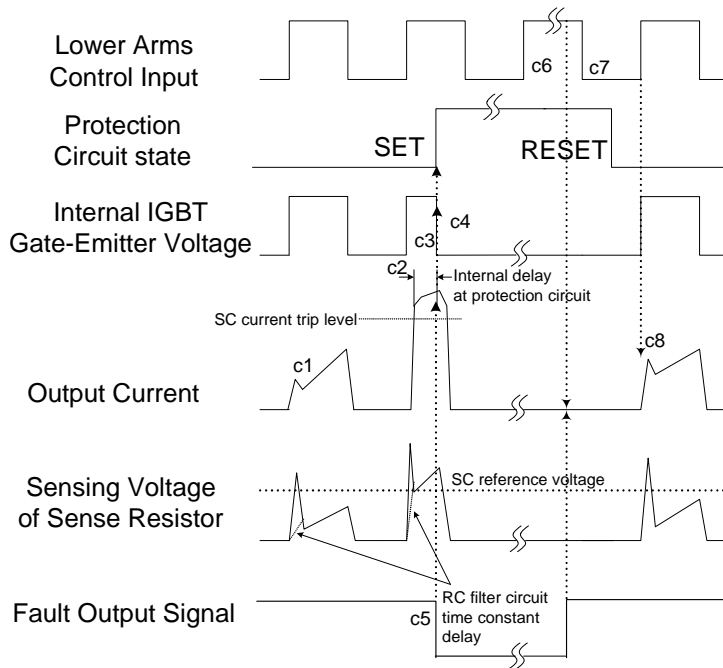 Lower Arms
Control Input
c6
c7
Protection
Circuit state
SET
RESET
Internal IGBT
Gate-Emitter Voltage
c4
c3
c2
Internal delay
at protection circuit
SC current trip level
c1
c8
Output Current
Sensing Voltage
of Sense Resistor
SC reference voltage
Fault Output Signal
c5
RC filter circuit
time constant
delay